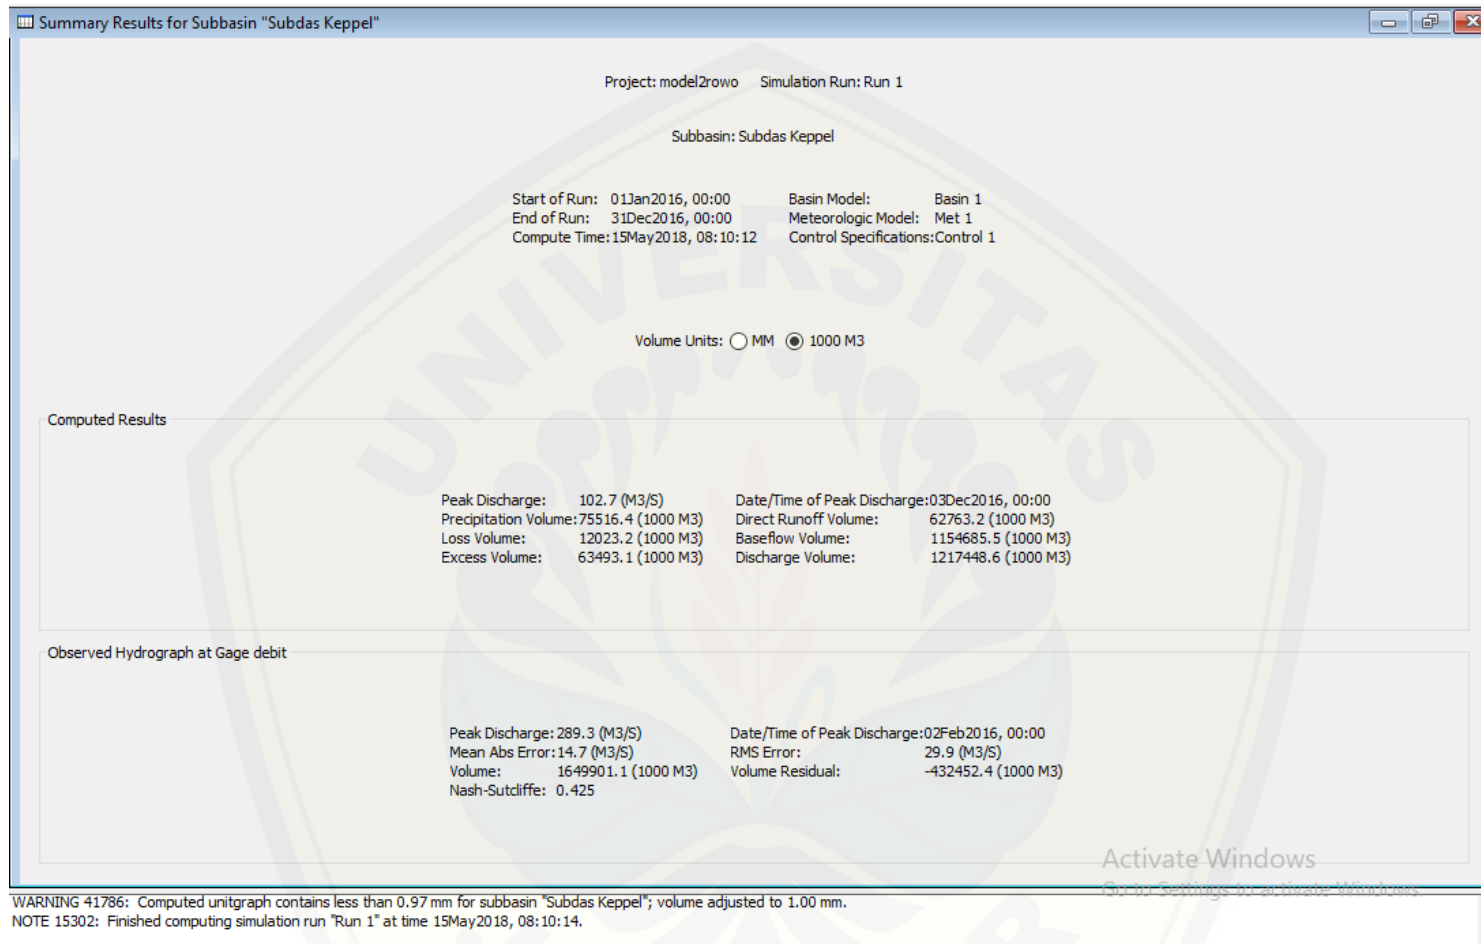 Summary Results for Subbasin "Subdas Keppel"
Project: model2rowo Simulation Run: Run 1
Subbasin: Subdas Keppel
Start of Run: 01Jan2016, 00:00 Basin Model: Basin 1
End of Run: 31Dec2016, 00:00 Meteorologic Model: Met 1
Compute Time:15May2018, 08:10:12 Control Specifications:Control 1
Volume Units: MM 1000 M3
Computed Results
Peak Discharge: 102.7 (M3/S) Date/Time of Peak Discharge:03Dec2016, 00:00
Precipitation Volume:75516.4 (1000 M3) Direct Runoff Volume: 62763.2 (1000 M3)
Loss Volume: 12023.2 (1000 M3) Baseflow Volume: 1154685.5 (1000 M3)
Excess Volume: 63493.1 (1000 M3) Discharge Volume: 1217448.6 (1000 M3)
Observed Hydrograph at Gage debit
Peak Discharge:289.3 (M3/S) Date/Time of Peak Discharge:02Feb2016, 00:00
Mean Abs Error:14.7 (M3/S) RMS Error: 29.9 (M3/S)
Volume: 1649901.1 (1000 M3) Volume Residual: -432452.4 (1000 M3)
Nash-Sutcliffe: 0.425
Activate Windows
Go to Settings to activate Windows.
WARNING 41786: Computed unitgraph contains less than 0.97 mm for subbasin "Subdas Keppel"; volume adjusted to 1.00 mm.
NOTE 15302: Finished computing simulation run "Run 1" at time 15May2018, 08:10:14.
UNIVERSITAS